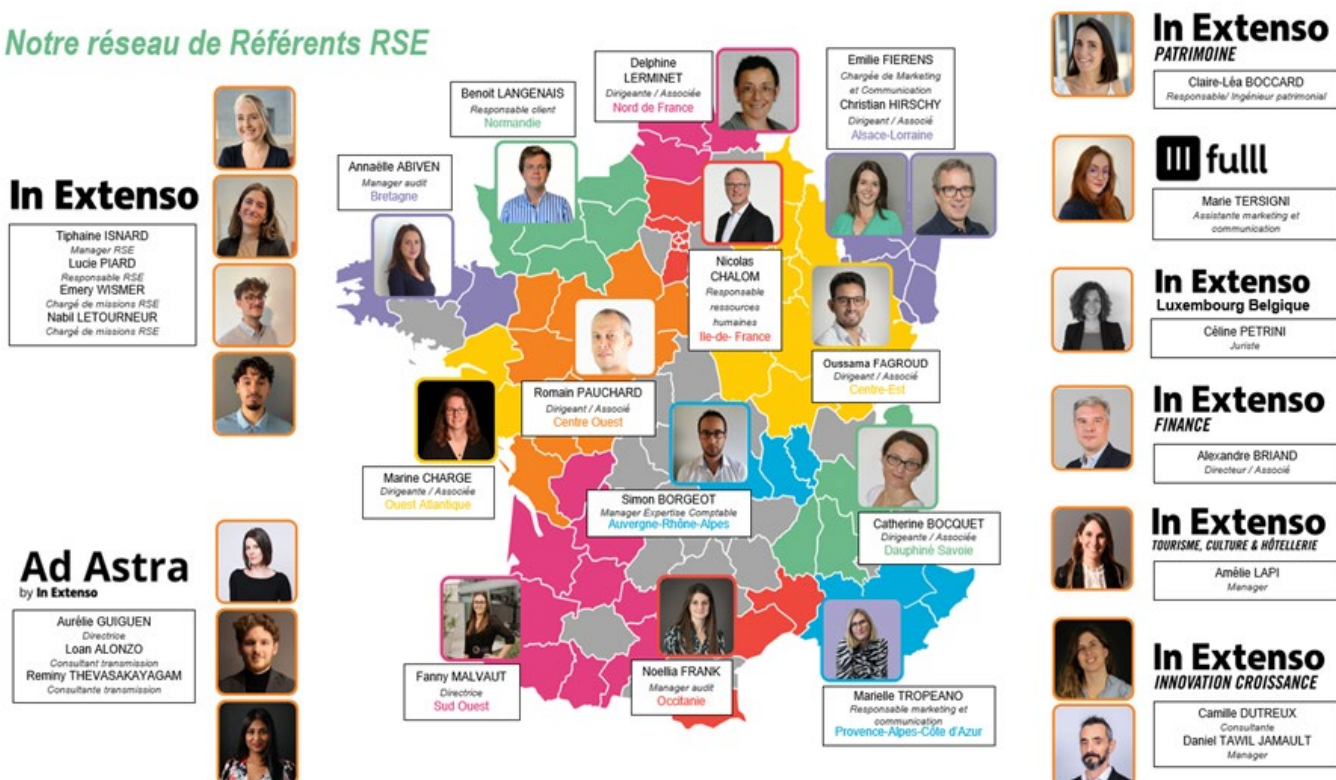 Notre réseau de Référents RSE
In Extenso
Tiphaine ISNARD
Manager RSE
Lucie PIARD
Responsable RSE
Emery WISMER
Chargé de missions RSE
Nabil LETOURNEUR
Chargé de missions RSE
Ad Astra
by In Extenso
Aurélie GUIGUEN
Directrice
Loan ALONZO
Consultant transmission
Reminy THEVASAKAYAGAM
Consultante transmission
Benoit LANGENAIS
Responsable client
Normandie
Delphine
LERMINET
Dirigeante / Associée
Nord de France
Emilie FIERENS
Chargée de Marketing
et Communication
Christian HIRSCHY
Dirigeant / Associé
Alsace-Lorraine
Annaëlle ABIVEN
Manager audit
Bretagne
Nicolas
CHALOM
Responsable
ressources
humaines
Ile-de- France
Oussama FAGROUD
Dirigeant / Associé
Centre-Est
Romain PAUCHARD
Dirigeant / Associé
Centre Ouest
Marine CHARGE
Dirigeante / Associée
Ouest Atlantique
Simon BORGEOT
Manager Expertise Comptable
Auvergne-Rhône-Alpes
Catherine BOCQUET
Dirigeante / Associée
Dauphiné Savoie
Fanny MALVAUT
Directrice
Sud Ouest
Noellia FRANK
Manager audit
Occitanie
Marielle TROPEANO
Responsable marketing et
communication
Provence-Alpes-Côte d'Azur
In Extenso
PATRIMOINE
Claire-Léa BOCCARD
Responsable/ Ingénieur patrimonial
fulll
Marie TERSIGNI
Assistante marketing et
communication
In Extenso
Luxembourg Belgique
Céline PETRINI
Juriste
In Extenso
FINANCE
Alexandre BRIAND
Directeur / Associé
In Extenso
TOURISME, CULTURE & HÔTELLERIE
Amélie LAPI
Manager
In Extenso
INNOVATION CROISSANCE
Camille DUTREUX
Consultante
Daniel TAWIL JAMAULT
Manager